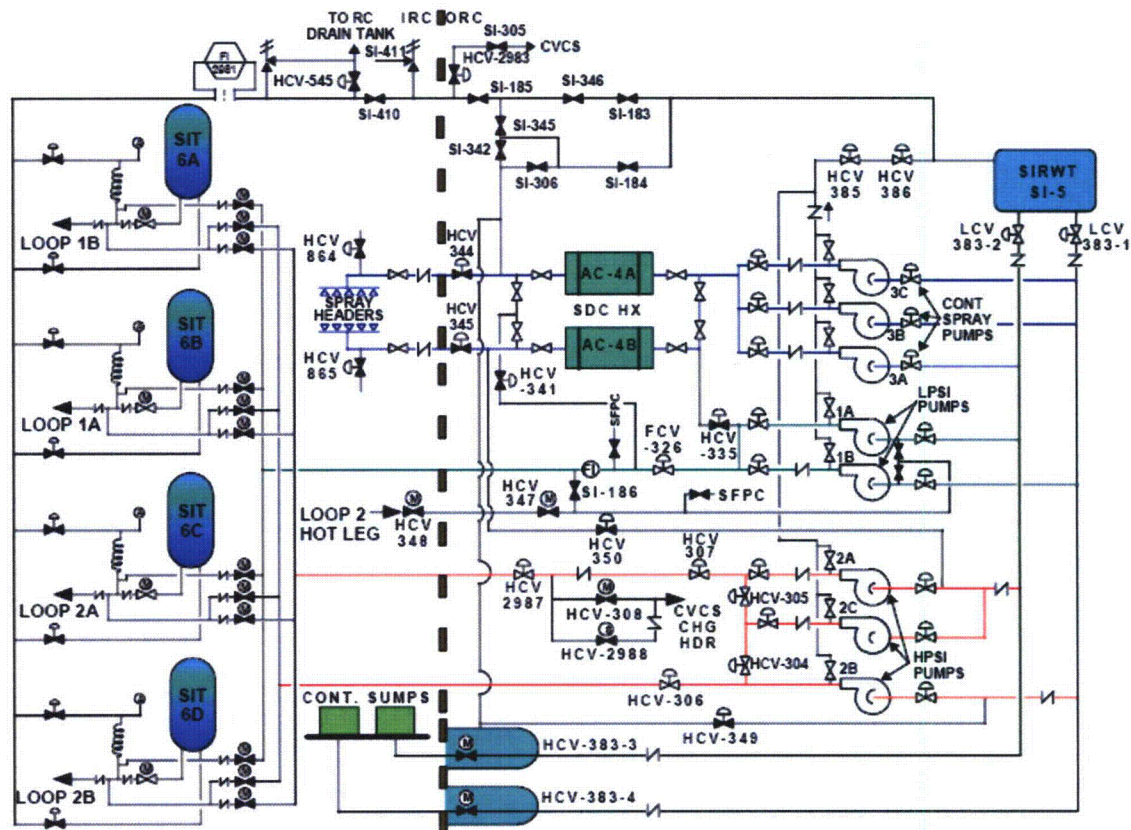 TO RC
DRAIN TANK
IRC
ORC
SI-305
CVCS
HCV-2983
SI-411
FI
2981
HCV-545
SI-410
SI-185
SI-346
SI-183
SI-345
SI-342
SI-306
SI-184
SIT
6A
LOOP 1B
HCV
385
HCV
386
SIRWT
SI-5
LCV
383-2
LCV
383-1
HCV
864
HCV
344
AC-4A
SDC HX
SPRAY
HEADERS
HCV
345
AC-4B
HCV
865
HCV
-341
3C
3B
3A
CONT
SPRAY
PUMPS
SIT
6B
LOOP 1A
SFPC
FCV
-326
HCV
-335
1A
1B
LPSI
PUMPS
FI
SI-186
HCV
347
SFPC
LOOP 2
HOT LEG
HCV
348
HCV
350
HCV
307
SIT
6C
LOOP 2A
HCV
2987
HCV-308
HCV-2988
CVCS
CHG
HDR
HCV-305
HCV-304
2A
2C
2B
HPSI
PUMPS
HCV-306
SIT
6D
LOOP 2B
CONT. SUMPS
HCV-349
HCV-383-3
HCV-383-4
M
M
M
M
M